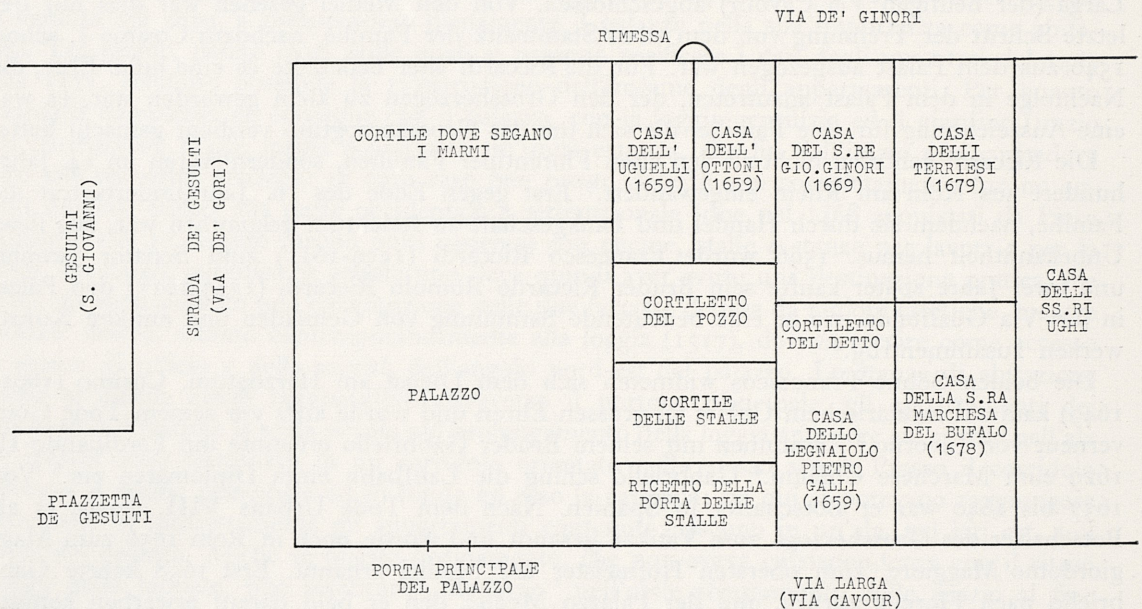 VIA DE' GINORI
RIMESSA
GESUITI
(S. GIOVANNI)
STRADA DE' GESUITI
(VIA DE' GORI)
CORTILE DOVE SEGANO
I MARMI
CASA
DELL'
UGUELLI
(1659)
CASA
DELL'
OTTONI
(1659)
CASA
DEL S.RE
GIO.GINORI
(1669)
CASA
DELLI
TERRIESI
(1679)
CASA
DELLI
SS.RI
UGHI
CORTILETTO
DEL POZZO
CORTILETTO
DEL DETTO
PALAZZO
CORTILE
DELLE STALLE
CASA
DELLO
LEGNAIOLO
PIETRO
GALLI
(1659)
CASA
DELLA S.RA
MARCHESA
DEL BUFALO
(1678)
RICETTO DELLA
PORTA DELLE
STALLE
PIAZZETTA
DE GESUITI
PORTA PRINCIPALE
DEL PALAZZO
VIA LARGA
(VIA CAVOUR)